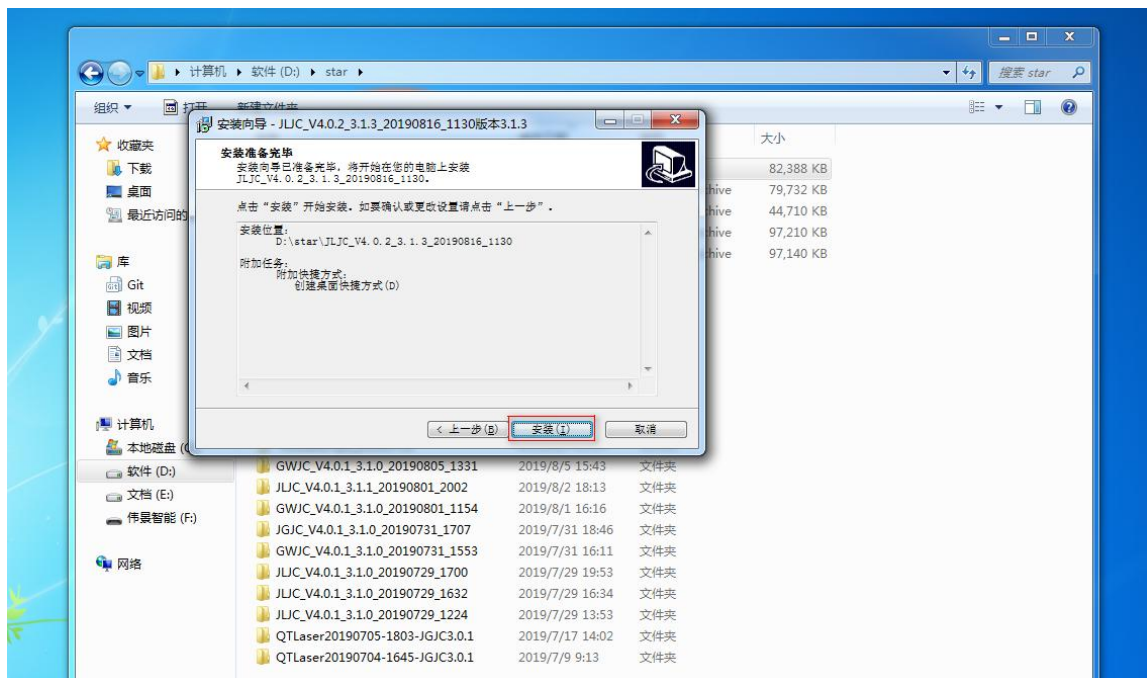 计算机 ▸ 软件 (D:) ▸ star ▸
搜索 star
组织
安装向导 - JLJC_V4.0.2_3.1.3_20190816_1130版本3.1.3
安装准备完毕
安装向导已准备完毕，将开始在您的电脑上安装
JLJC_V4.0.2_3.1.3_20190816_1130。
点击“安装”开始安装。如要确认或更改设置请点击“上一步”.
安装位置：
D:\star\JLJC_V4.0.2_3.1.3_20190816_1130
附加任务：
附加快捷方式：
创建桌面快捷方式(D)
< 上一步(B)
安装(I)
取消
收藏夹
下载
桌面
最近访问的
库
Git
视频
图片
文档
音乐
计算机
本地磁盘 (
软件 (D:)
文档 (E:)
伟景智能 (F:)
网络
大小
82,388 KB
hive 79,732 KB
hive 44,710 KB
hive 97,210 KB
hive 97,140 KB
GWJC_V4.0.1_3.1.0_20190805_1331 2019/8/5 15:43 文件夹
JLJC_V4.0.1_3.1.1_20190801_2002 2019/8/2 18:13 文件夹
GWJC_V4.0.1_3.1.0_20190801_1154 2019/8/1 16:16 文件夹
JGJC_V4.0.1_3.1.0_20190731_1707 2019/7/31 18:46 文件夹
GWJC_V4.0.1_3.1.0_20190731_1553 2019/7/31 16:11 文件夹
JLJC_V4.0.1_3.1.0_20190729_1700 2019/7/29 19:53 文件夹
JLJC_V4.0.1_3.1.0_20190729_1632 2019/7/29 16:34 文件夹
JLJC_V4.0.1_3.1.0_20190729_1224 2019/7/29 13:53 文件夹
QTLaser20190705-1803-JGJC3.0.1 2019/7/17 14:02 文件夹
QTLaser20190704-1645-JGJC3.0.1 2019/7/9 9:13 文件夹